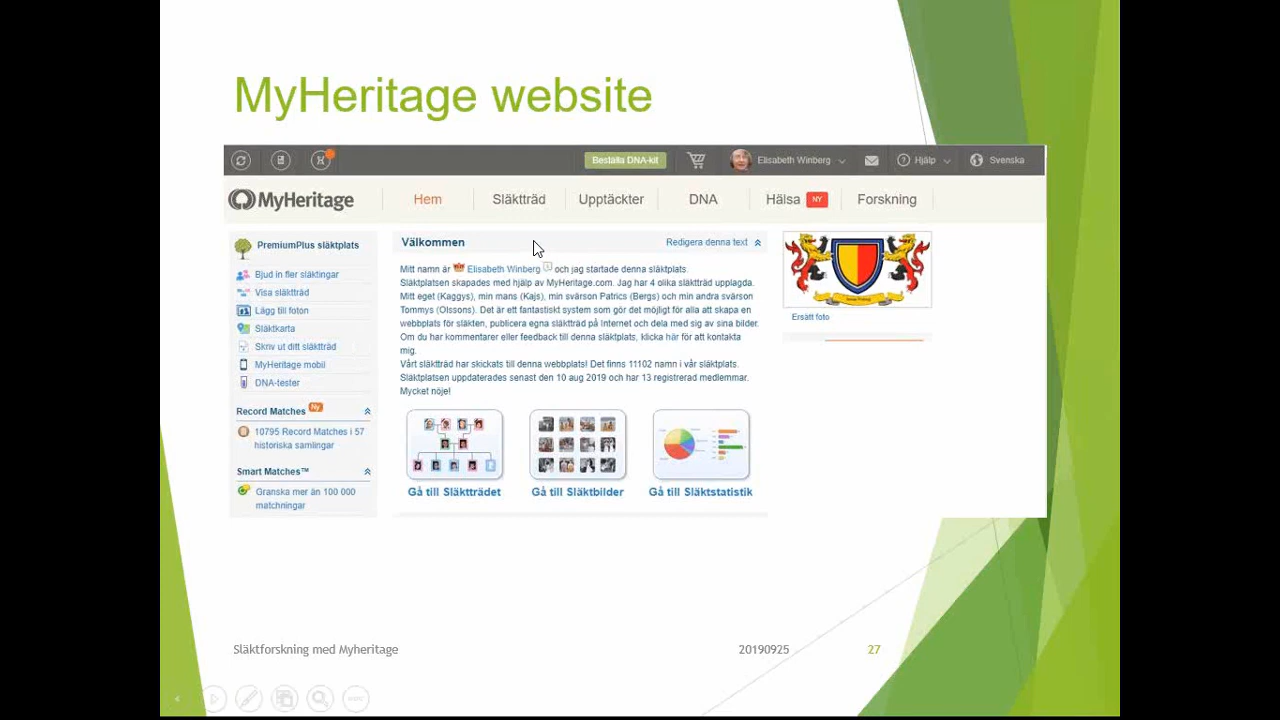 MyHeritage website
Beställa DNA-kit
Elisabeth Winberg
Hjälp
Svenska
MyHeritage
Hem
Släktträd
Upptäckter
DNA
Hälsa
NY
Forskning
PremiumPlus släktplats
Bjud in fler släktingar
Visa släktträd
Lägg till foton
Släktkarta
Skriv ut ditt släktträd
MyHeritage mobil
DNA-tester
Record Matches Ny
10795 Record Matches i 57
historiska samlingar
Smart Matches™
Granska mer än 100 000
matchningar
Välkommen
Redigera denna text
Mitt namn är Elisabeth Winberg och jag startade denna släktplats.
Släktplatsen skapades med hjälp av MyHeritage.com. Jag har 4 olika släktträd upplagda.
Mitt eget (Kaggys), min mans (Kajs), min svärson Patrics (Bergs) och min andra svärson
Tommys (Olssons). Det är ett fantastiskt system som gör det möjligt för alla att skapa en
webbplats för släkten, publicera egna släktträd på Internet och dela med sig av sina bilder.
Om du har kommentarer eller feedback till denna släktplats, klicka här för att kontakta
mig.
Vårt släktträd har skickats till denna webbplats! Det finns 11102 namn i vår släktplats.
Släktplatsen uppdaterades senast den 10 aug 2019 och har 13 registrerad medlemmar.
Mycket nöje!
Gå till Släktträdet
Gå till Släktbilder
Gå till Släktstatistik
Ersätt foto
Släktforskning med Myheritage
20190925
27